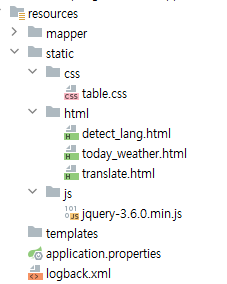 resources
mapper
static
css
table.css
html
detect_lang.html
today_weather.html
translate.html
js
jquery-3.6.0.min.js
templates
application.properties
logback.xml